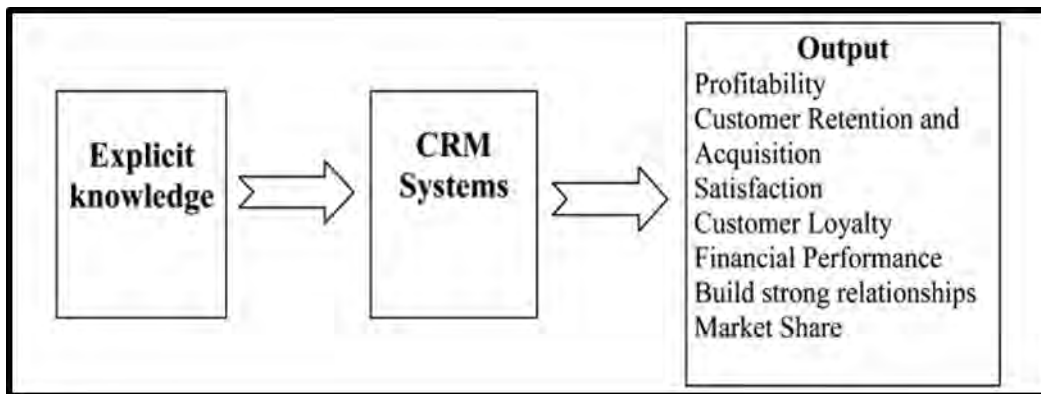 Explicit
knowledge
CRM
Systems
Output
Profitability
Customer Retention and
Acquisition
Satisfaction
Customer Loyalty
Financial Performance
Build strong relationships
Market Share